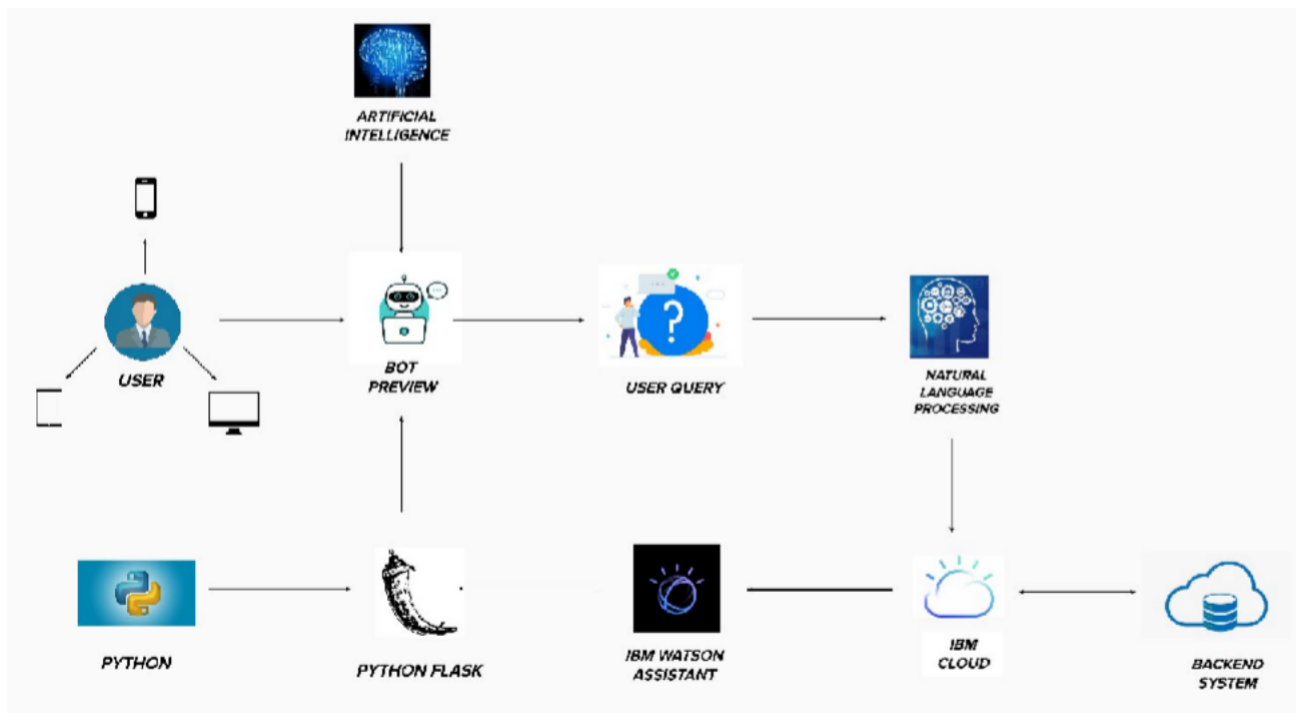 ARTIFICIAL
INTELLIGENCE
USER
BOT
PREVIEW
USER QUERY
NATURAL
LANGUAGE
PROCESSING
?
PYTHON
PYTHON FLASK
IBM WATSON
ASSISTANT
IBM
CLOUD
BACKEND
SYSTEM